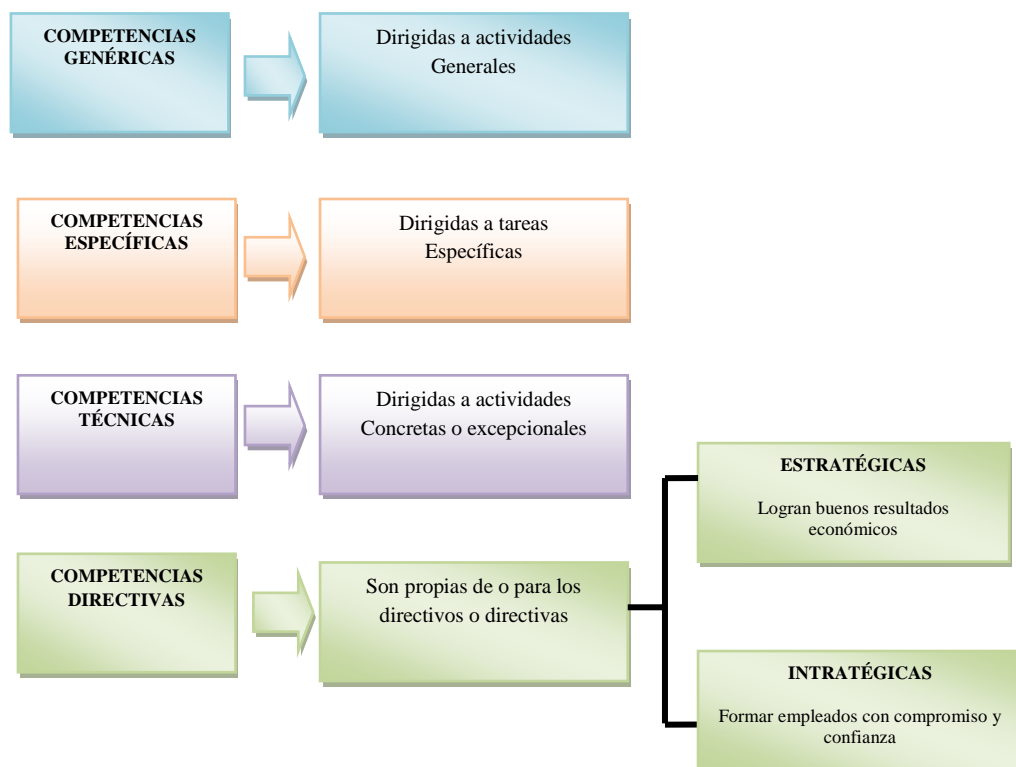 COMPETENCIAS
GENÉRICAS
Dirigidas a actividades
Generales
COMPETENCIAS
ESPECÍFICAS
Dirigidas a tareas
Específicas
COMPETENCIAS
TÉCNICAS
Dirigidas a actividades
Concretas o excepcionales
COMPETENCIAS
DIRECTIVAS
Son propias de o para los
directivos o directivas
ESTRATÉGICAS
Logran buenos resultados
económicos
INTRATÉGICAS
Formar empleados con compromiso y
confianza